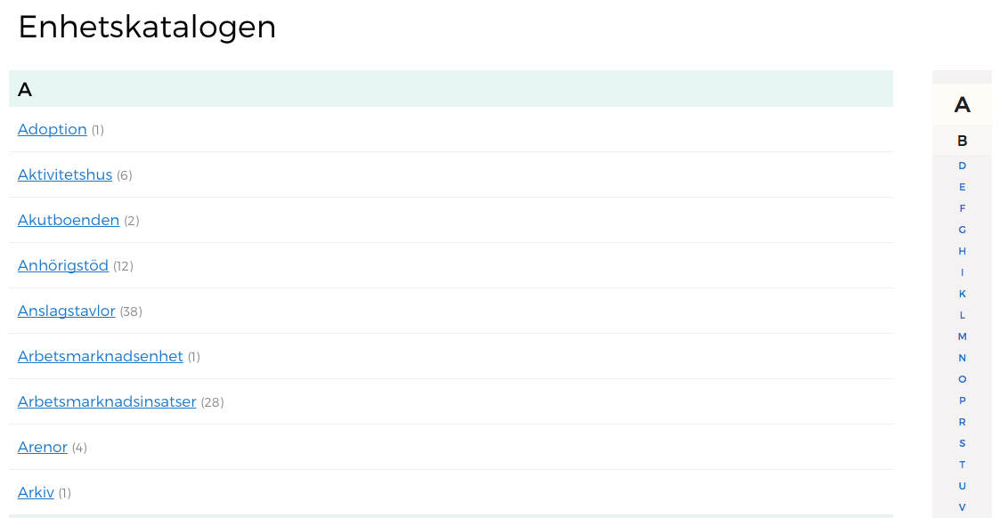 Enhetskatalogen
A
Adoption (1)
Aktivitetshus (6)
Akutboenden (2)
Anhörigstöd (12)
Anslagstavlor (38)
Arbetsmarknadsenhet (1)
Arbetsmarknadsinsatser (28)
Arenor (4)
Arkiv (1)
A
B
D
E
F
G
H
I
K
L
M
N
O
P
R
S
T
U
V